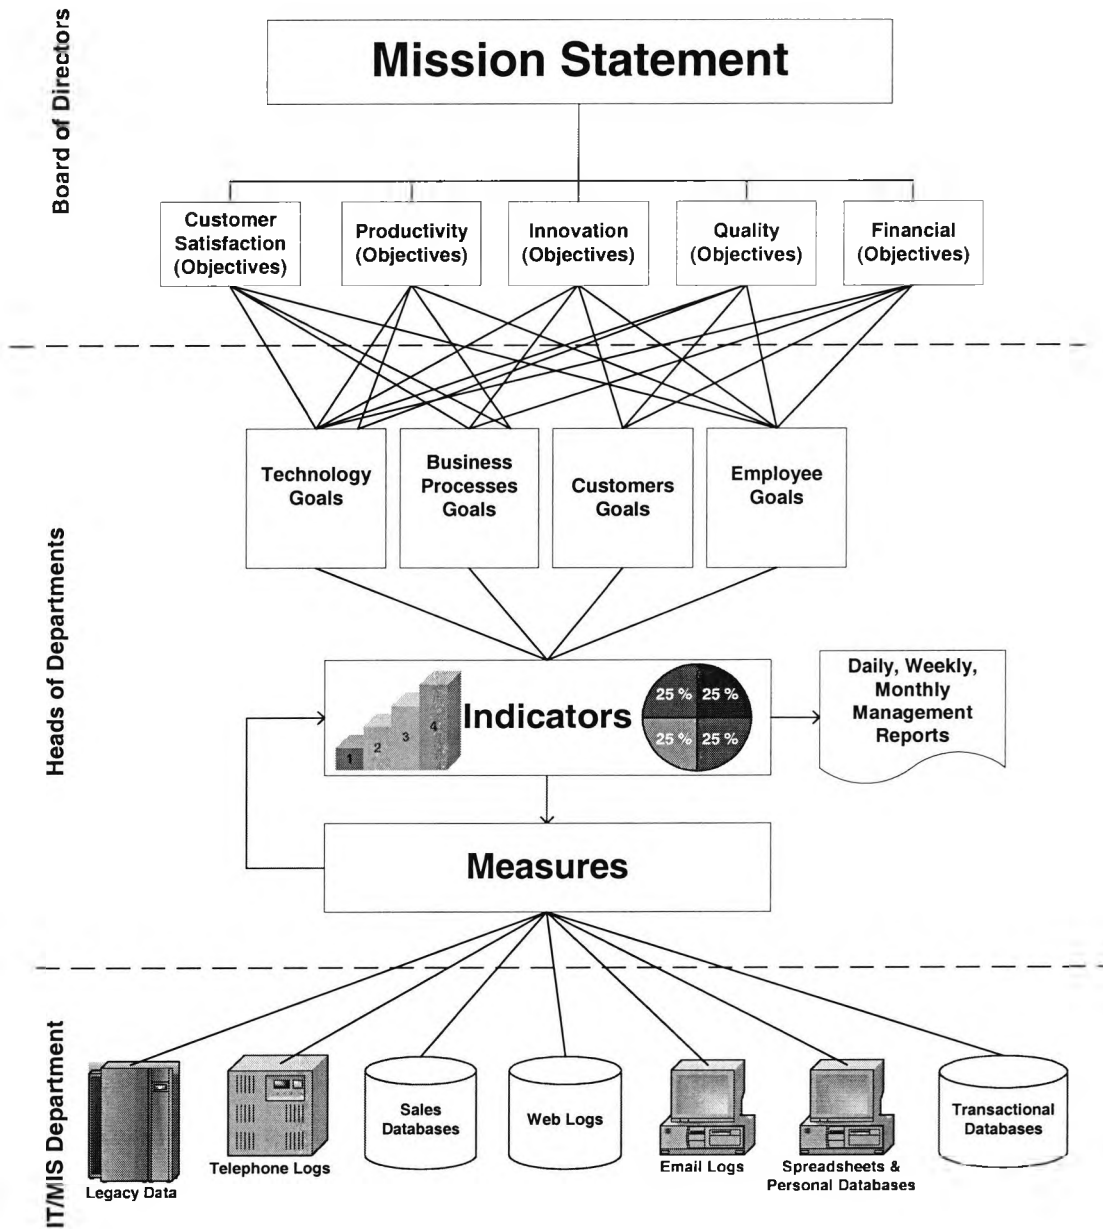 Board of Directors
Mission Statement
Customer
Satisfaction
(Objectives)
Productivity
(Objectives)
Innovation
(Objectives)
Quality
(Objectives)
Financial
(Objectives)
Heads of Departments
Technology
Goals
Business
Processes
Goals
Customers
Goals
Employee
Goals
1
2
3
4
Indicators
25 %
25 %
25 %
25 %
Daily, Weekly,
Monthly
Management
Reports
Measures
IT/MIS Department
Legacy Data
Telephone Logs
Sales
Databases
Web Logs
Email Logs
Spreadsheets &
Personal Databases
Transactional
Databases